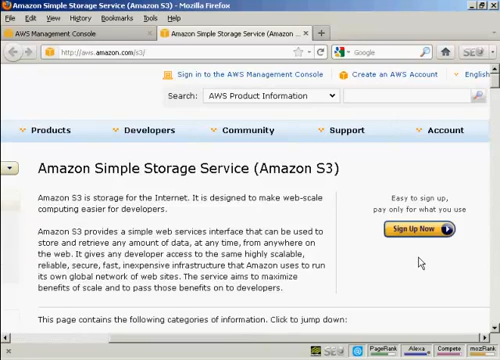 Amazon Simple Storage Service (Amazon S3) - Mozilla Firefox
File Edit View History Bookmarks Tools Help
AWS Management Console
Amazon Simple Storage Service (Amazon ...
http://aws.amazon.com/s3/
Google
Sign in to the AWS Management Console
Create an AWS Account
English
Search: AWS Product Information
Products Developers Community Support Account
Amazon Simple Storage Service (Amazon S3)
Amazon S3 is storage for the Internet. It is designed to make web-scale
computing easier for developers.
Amazon S3 provides a simple web services interface that can be used to
store and retrieve any amount of data, at any time, from anywhere on
the web. It gives any developer access to the same highly scalable,
reliable, secure, fast, inexpensive infrastructure that Amazon uses to run
its own global network of web sites. The service aims to maximize
benefits of scale and to pass those benefits on to developers.
Easy to sign up,
pay only for what you use
Sign Up Now
This page contains the following categories of information. Click to jump down:
PageRank Alexa Compete mozRank